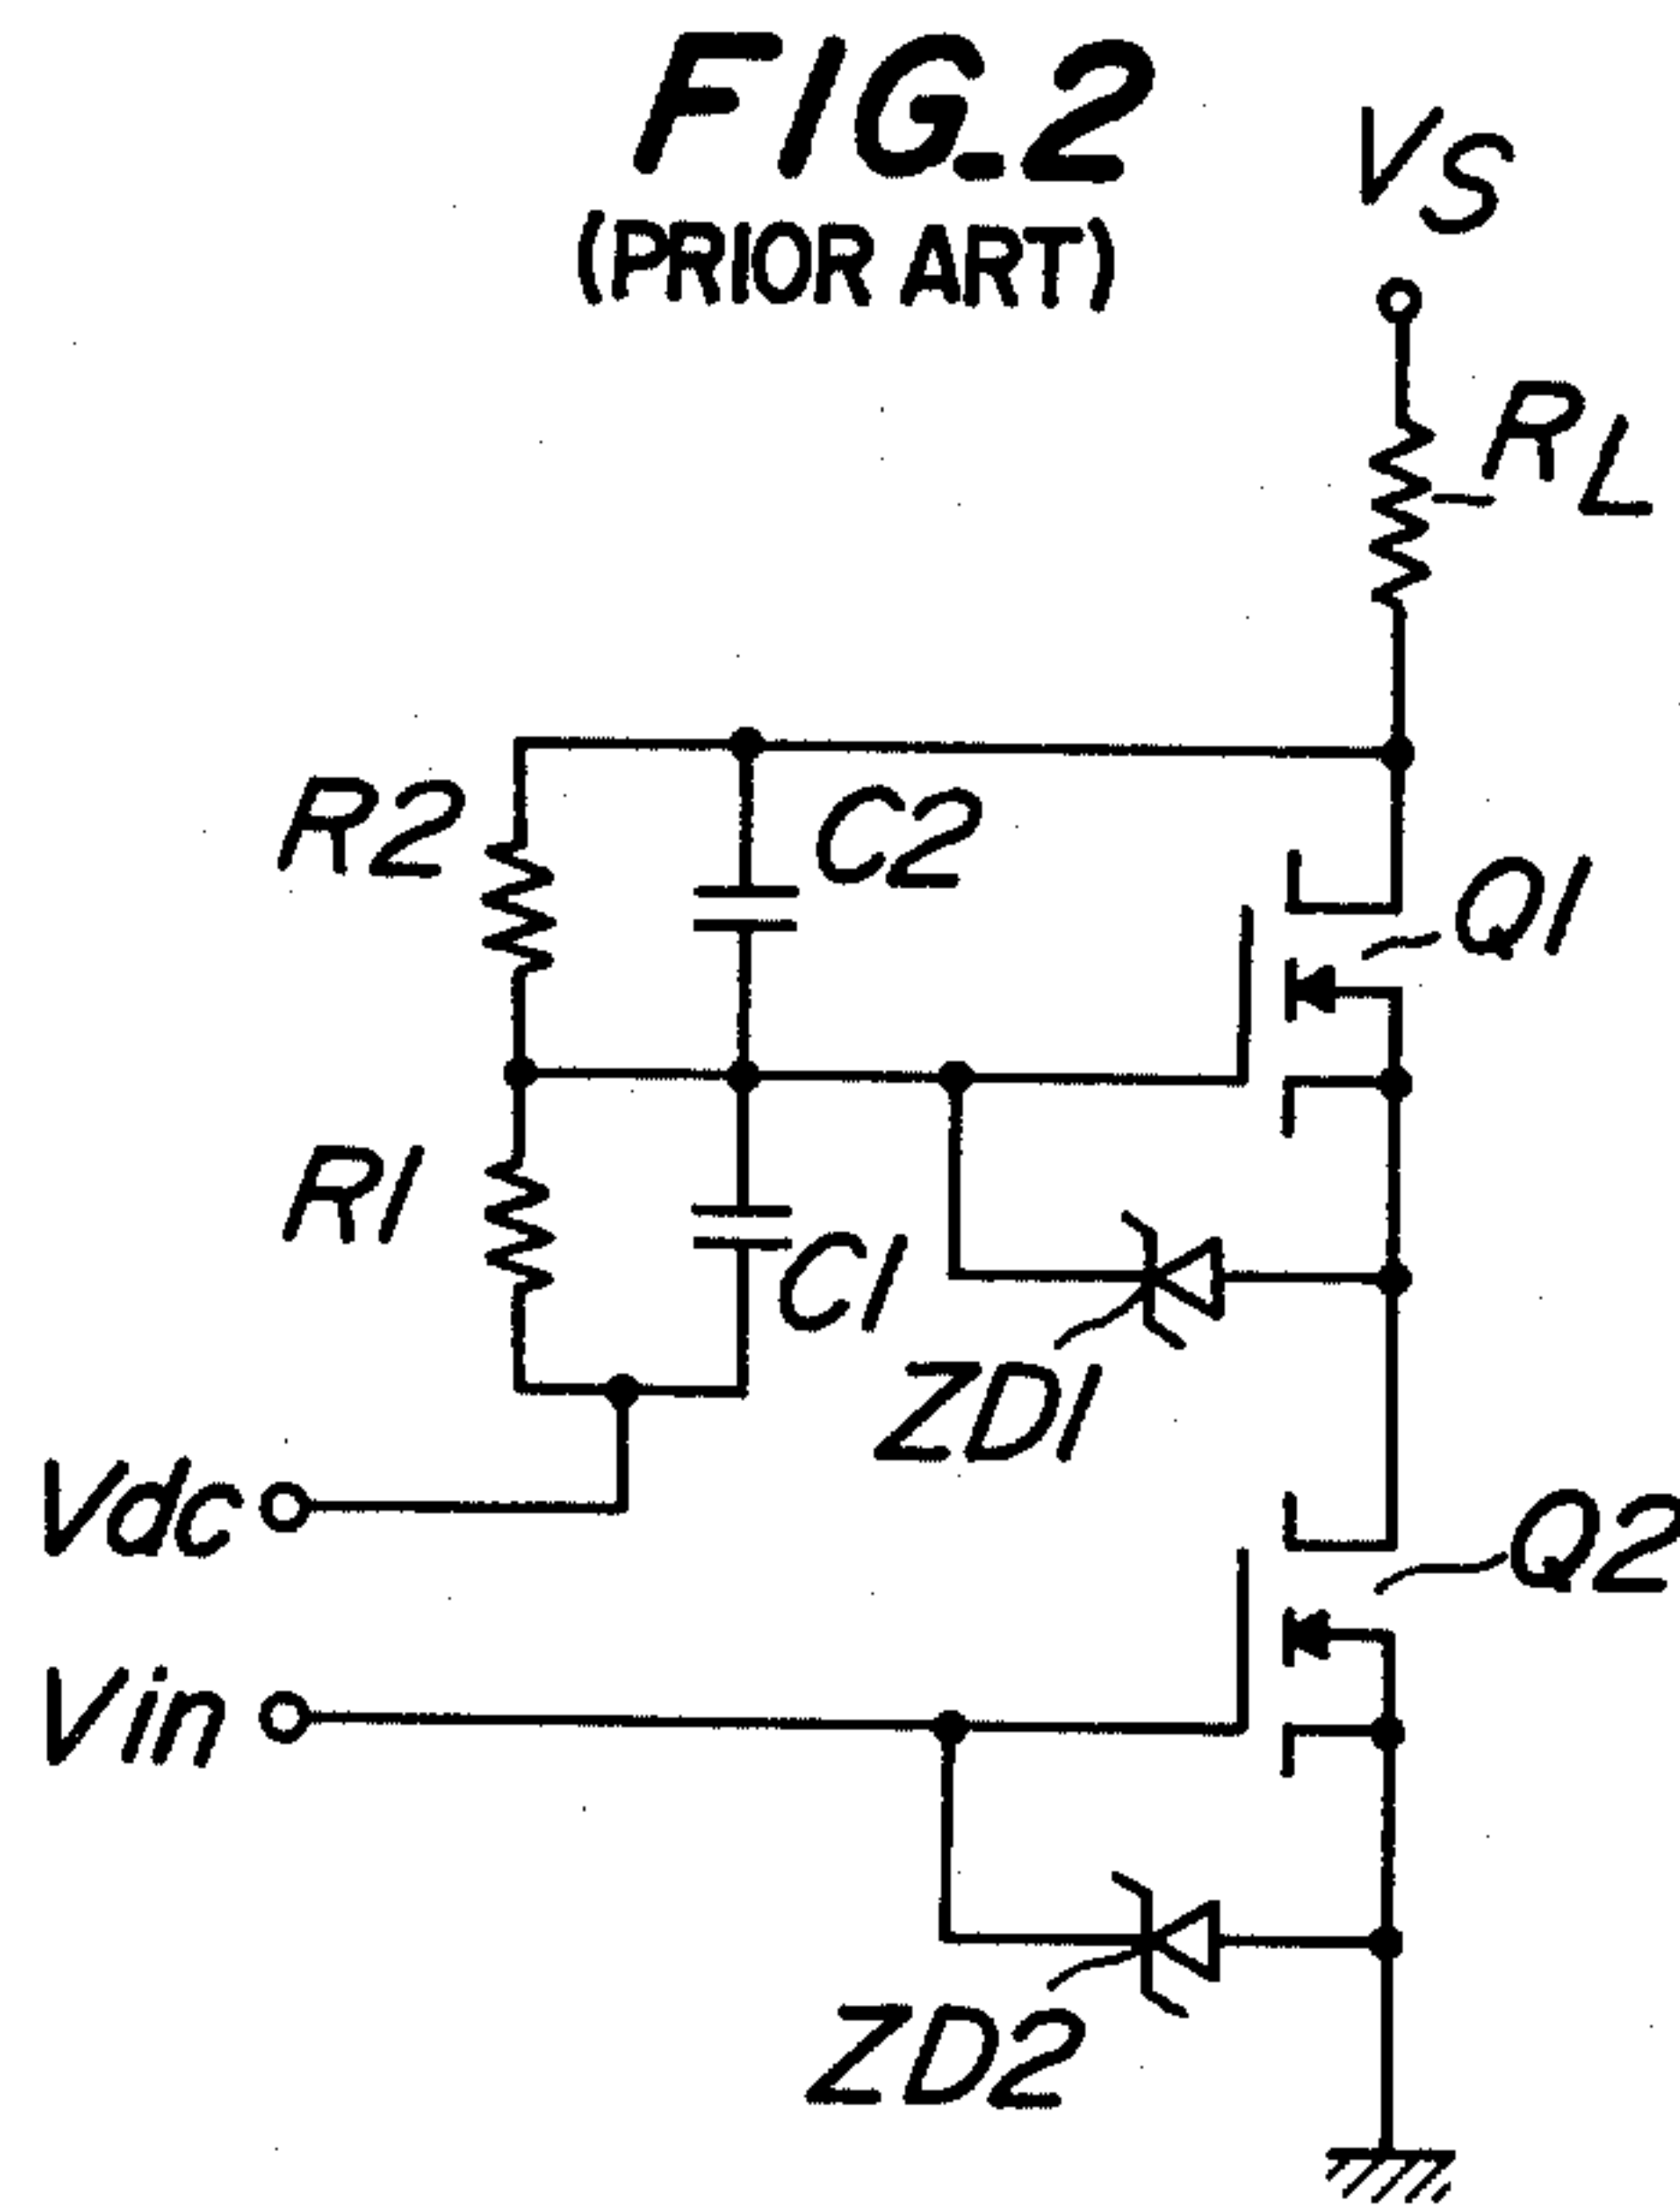 FIG. 2
(PRIOR ART)
VS
RL
R2
C2
Q1
R1
C1
ZD1
Vdc
Q2
Vin
ZD2